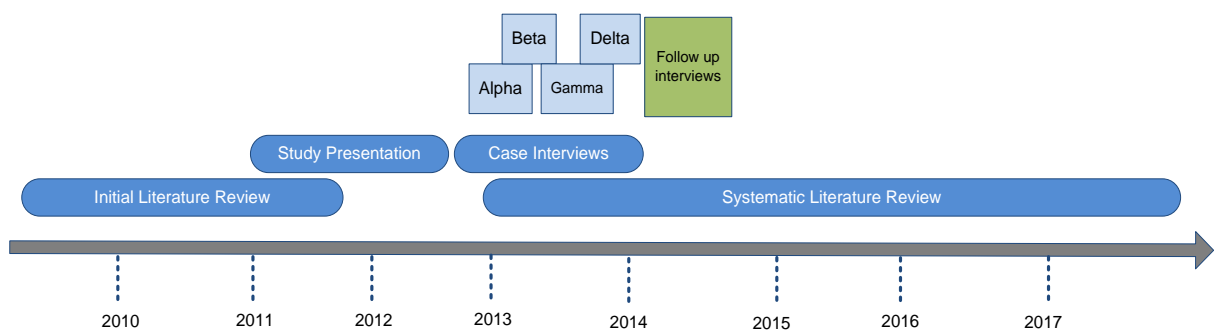 Beta
Delta
Follow up
interviews
Alpha
Gamma
Study Presentation
Case Interviews
Initial Literature Review
Systematic Literature Review
2010
2011
2012
2013
2014
2015
2016
2017